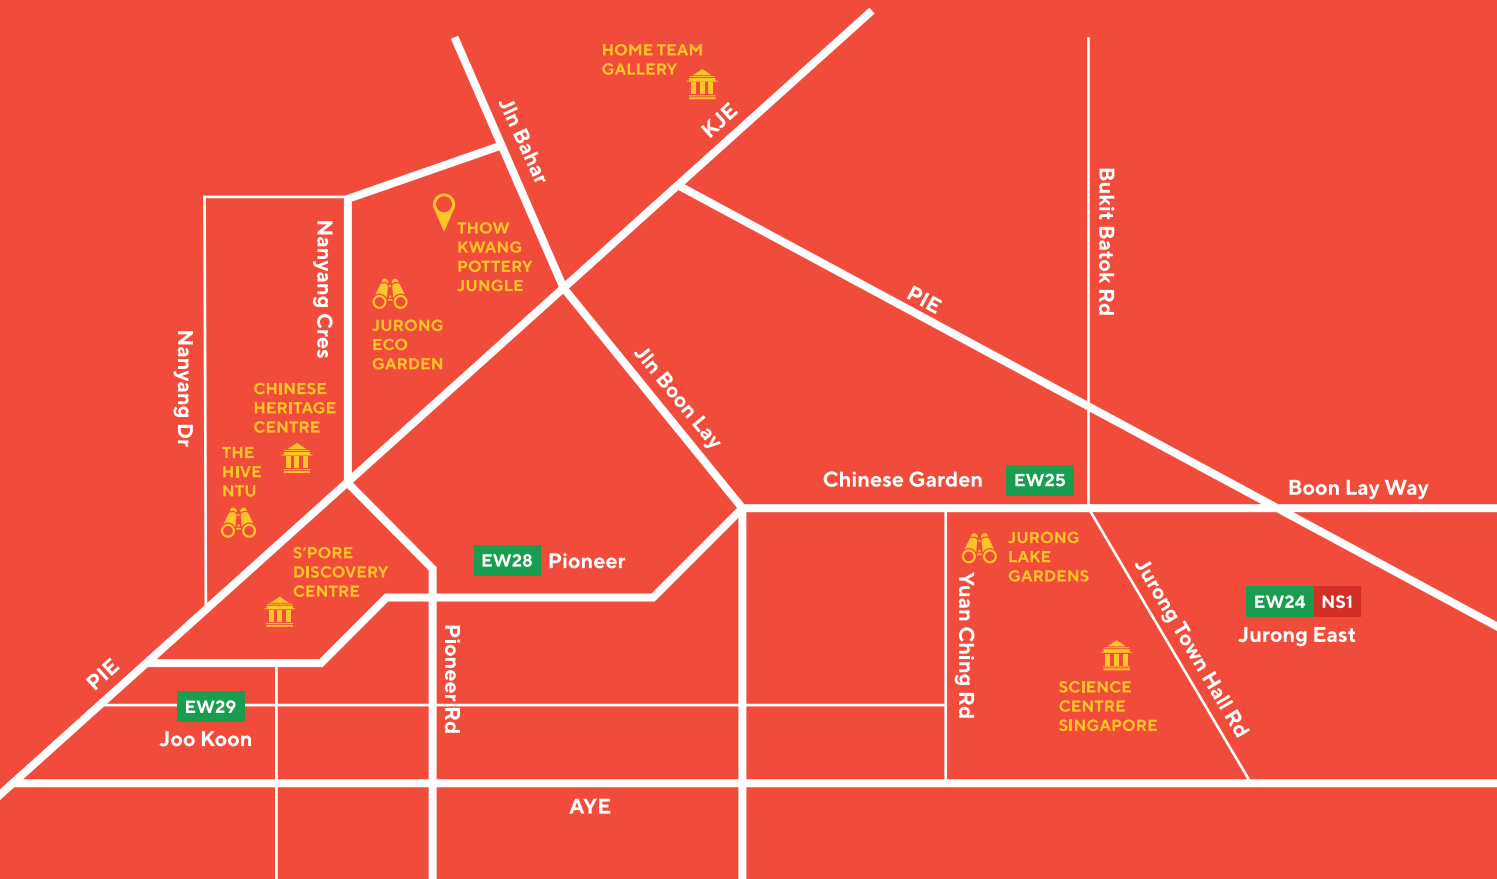 HOME TEAM
GALLERY
KJE
Jln Bahar
THOW
KWANG
POTTERY
JUNGLE
Bukit Batok Rd
Nanyang Cres
JURONG
ECO
GARDEN
PIE
Nanyang Dr
Jln Boon Lay
CHINESE
HERITAGE
CENTRE
THE
HIVE
NTU
Chinese Garden EW25
Boon Lay Way
S'PORE
DISCOVERY
CENTRE
EW28 Pioneer
JURONG
LAKE
GARDENS
Yuan Ching Rd
Jurong Town Hall Rd
EW24 NS1
Jurong East
PIE
Pioneer Rd
SCIENCE
CENTRE
SINGAPORE
EW29
Joo Koon
AYE